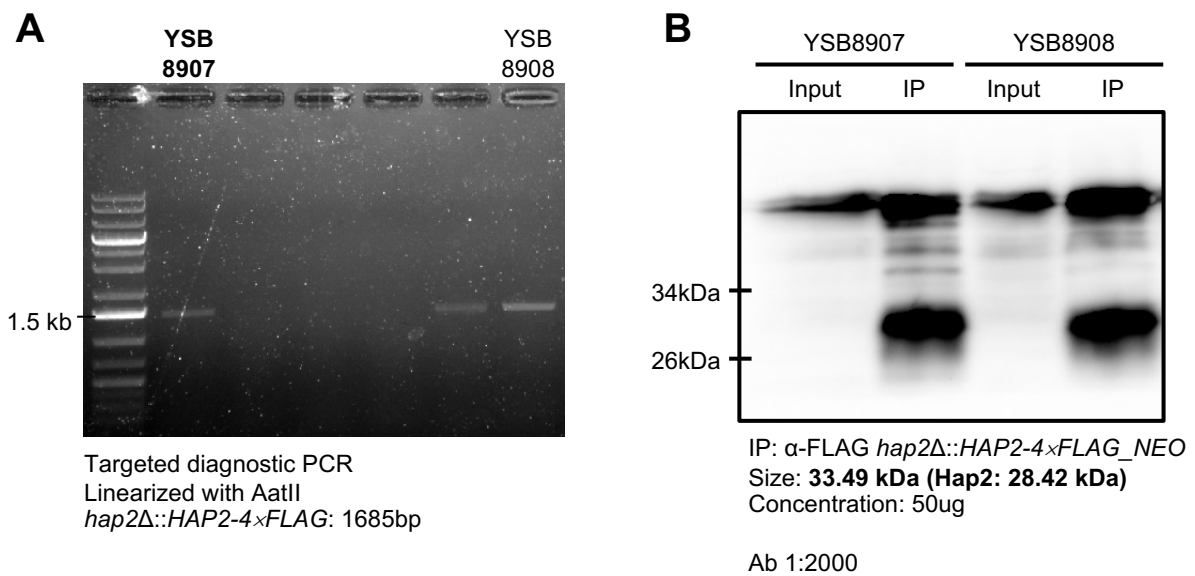 A
YSB
8907
YSB
8908
1.5 kb
Targeted diagnostic PCR
Linearized with AatII
hap2Δ::HAP2-4×FLAG: 1685bp
B
YSB8907 YSB8908
Input IP Input IP
34kDa
26kDa
IP: α-FLAG hap2Δ::HAP2-4×FLAG_NEO
Size: 33.49 kDa (Hap2: 28.42 kDa)
Concentration: 50ug
Ab 1:2000